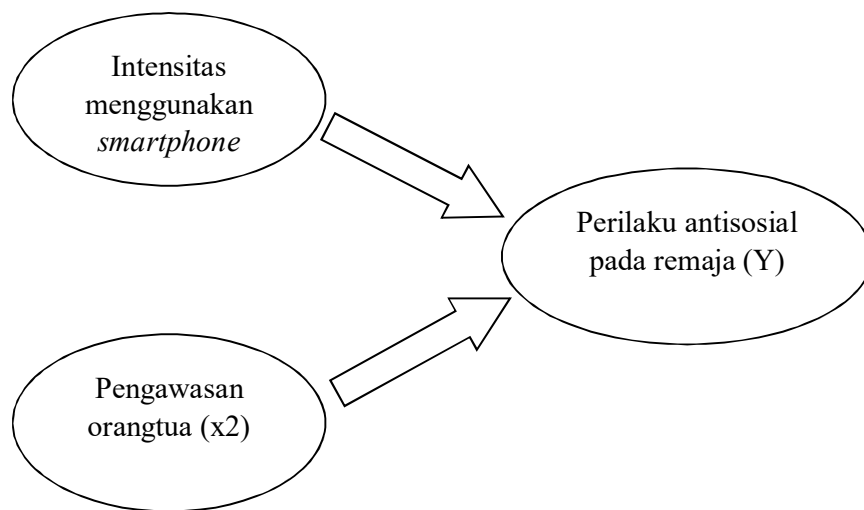 Intensitas
menggunakan
smartphone
Perilaku antisosial
pada remaja (Y)
Pengawasan
orangtua (x2)